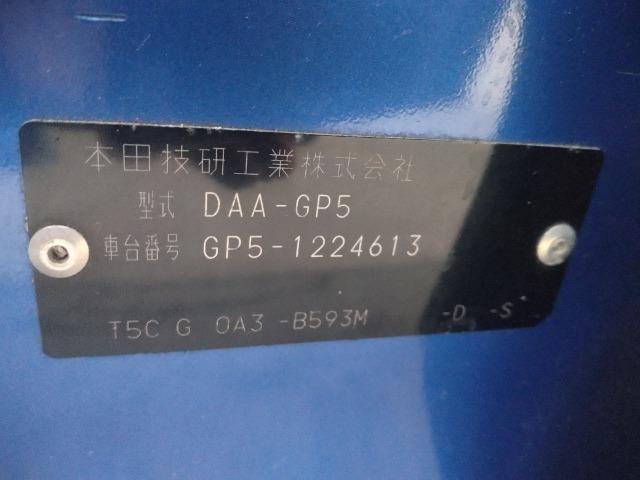 本田技研工業株式会社
型式 DAA-GP5
車台番号 GP5-1224613
T5C G 0A3 -B593M -D -S